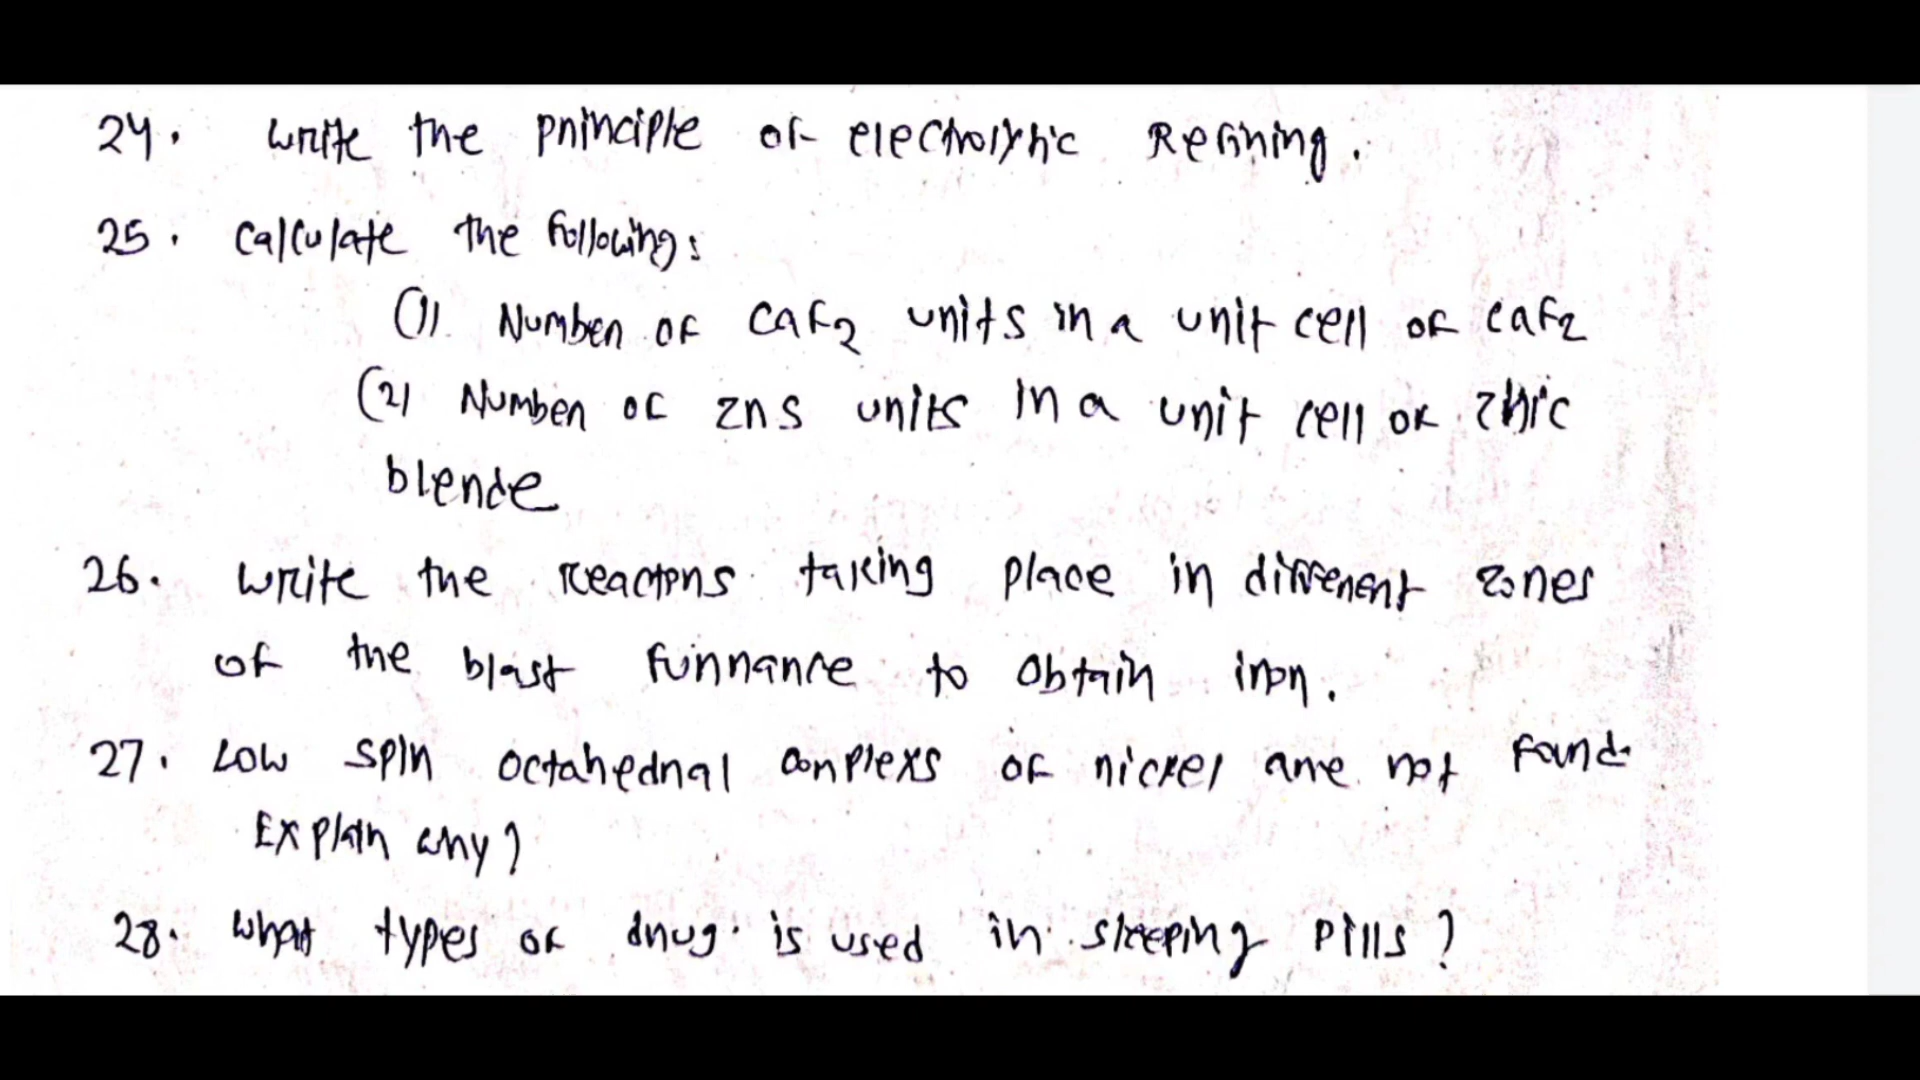 24. Write the principle of electrolytic Refining.
25. Calculate the following:
(1) Number of CaF2 units in a unit cell of CaF2
(2) Number of ZnS units in a unit cell of zinc
blende
26. Write the reactions taking place in different zones
of the blast funnance to obtain iron.
27. Low spin octahedral complexs of nickel are not found
Explain why?
28. What types of drug is used in sleeping pills?